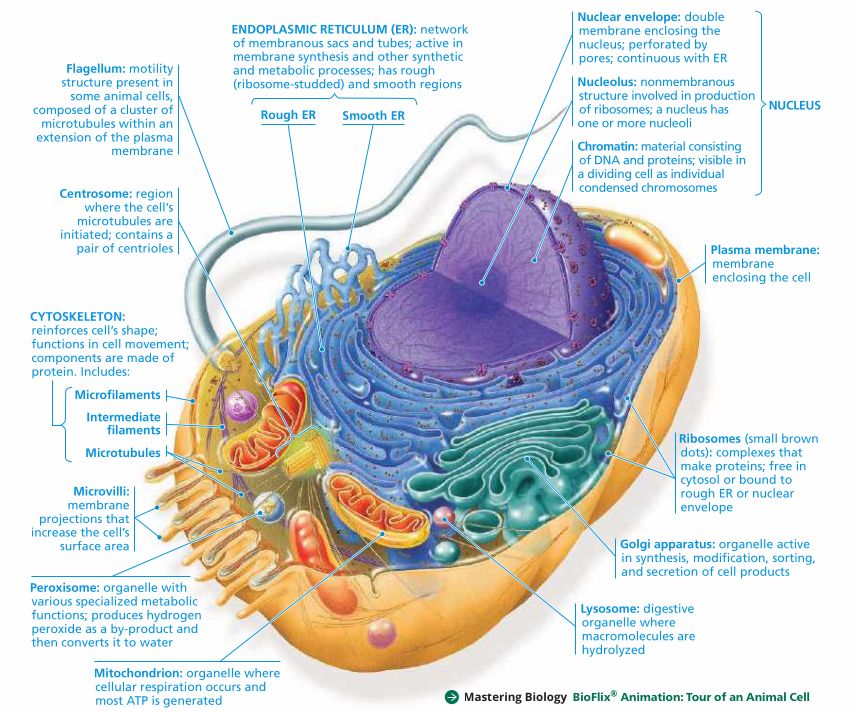 ENDOPLASMIC RETICULUM (ER): network
of membranous sacs and tubes; active in
membrane synthesis and other synthetic
and metabolic processes; has rough
(ribosome-studded) and smooth regions
Rough ER
Smooth ER
Nuclear envelope: double
membrane enclosing the
nucleus; perforated by
pores; continuous with ER
Nucleolus: nonmembranous
structure involved in production
of ribosomes; a nucleus has
one or more nucleoli
Chromatin: material consisting
of DNA and proteins; visible in
a dividing cell as individual
condensed chromosomes
NUCLEUS
Flagellum: motility
structure present in
some animal cells,
composed of a cluster of
microtubules within an
extension of the plasma
membrane
Centrosome: region
where the cell's
microtubules are
initiated; contains a
pair of centrioles
Plasma membrane:
membrane
enclosing the cell
CYTOSKELETON:
reinforces cell's shape;
functions in cell movement;
components are made of
protein. Includes:
Microfilaments
Intermediate
filaments
Microtubules
Microvilli:
membrane
projections that
increase the cell's
surface area
Ribosomes (small brown
dots): complexes that
make proteins; free in
cytosol or bound to
rough ER or nuclear
envelope
Golgi apparatus: organelle active
in synthesis, modification, sorting,
and secretion of cell products
Peroxisome: organelle with
various specialized metabolic
functions; produces hydrogen
peroxide as a by-product and
then converts it to water
Lysosome: digestive
organelle where
macromolecules are
hydrolyzed
Mitochondrion: organelle where
cellular respiration occurs and
most ATP is generated
Mastering Biology BioFlix® Animation: Tour of an Animal Cell